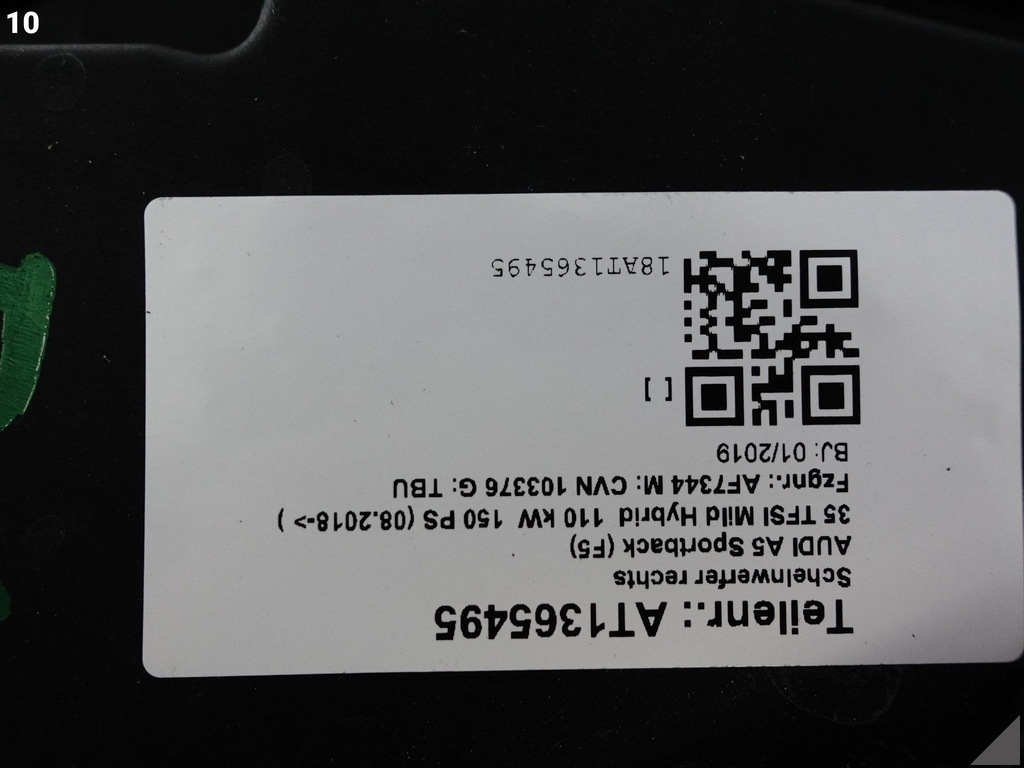 10
Teilenr.: AT1365495
Scheinwerfer rechts
AUDI A5 Sportback (F5)
35 TFSI Mild Hybrid 110 kW 150 PS (08.2018-> )
Fzgnr.: AF7344 M: CVN 103376 G: TBU
BJ: 01/2019
[ ]
18AT1365495